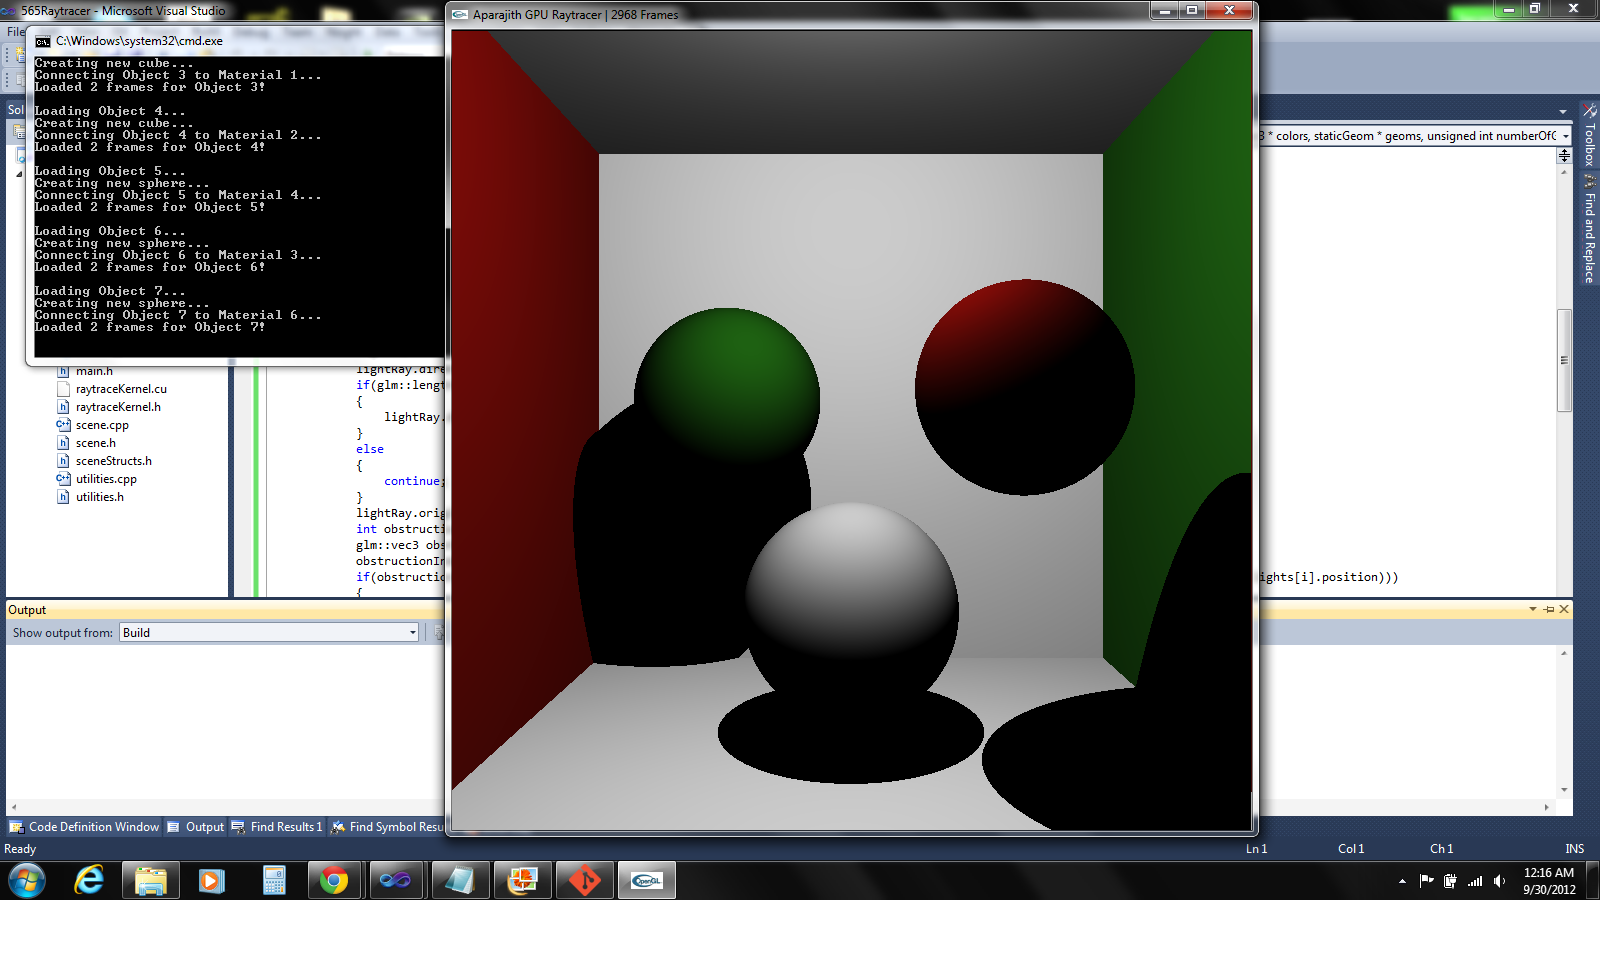 565Raytracer - Microsoft Visual Studio
Aparajith GPU Raytracer | 2968 Frames
File
C:\Windows\system32\cmd.exe
Creating new cube...
Connecting Object 3 to Material 1...
Loaded 2 frames for Object 3!
Loading Object 4...
Creating new cube...
Connecting Object 4 to Material 2...
Loaded 2 frames for Object 4!
Loading Object 5...
Creating new sphere...
Connecting Object 5 to Material 4...
Loaded 2 frames for Object 5!
Loading Object 6...
Creating new sphere...
Connecting Object 6 to Material 3...
Loaded 2 frames for Object 6!
Loading Object 7...
Creating new sphere...
Connecting Object 7 to Material 6...
Loaded 2 frames for Object 7!
Sol
3 * colors, staticGeom * geoms, unsigned int numberOfG
Toolbox
Find and Replace
main.h
raytraceKernel.cu
raytraceKernel.h
scene.cpp
scene.h
sceneStructs.h
utilities.cpp
utilities.h
lightRay.dire
if(glm::lengt
{
lightRay.
}
else
{
continue;
}
lightRay.orig
int obstructi
glm::vec3 obs
obstructionIn
if(obstructio
ights[i].position)))
{
Output
Show output from:
Build
Code Definition Window
Output
Find Results 1
Find Symbol Resu
Ready
Ln 1
Col 1
Ch 1
INS
OpenGL
12:16 AM
9/30/2012